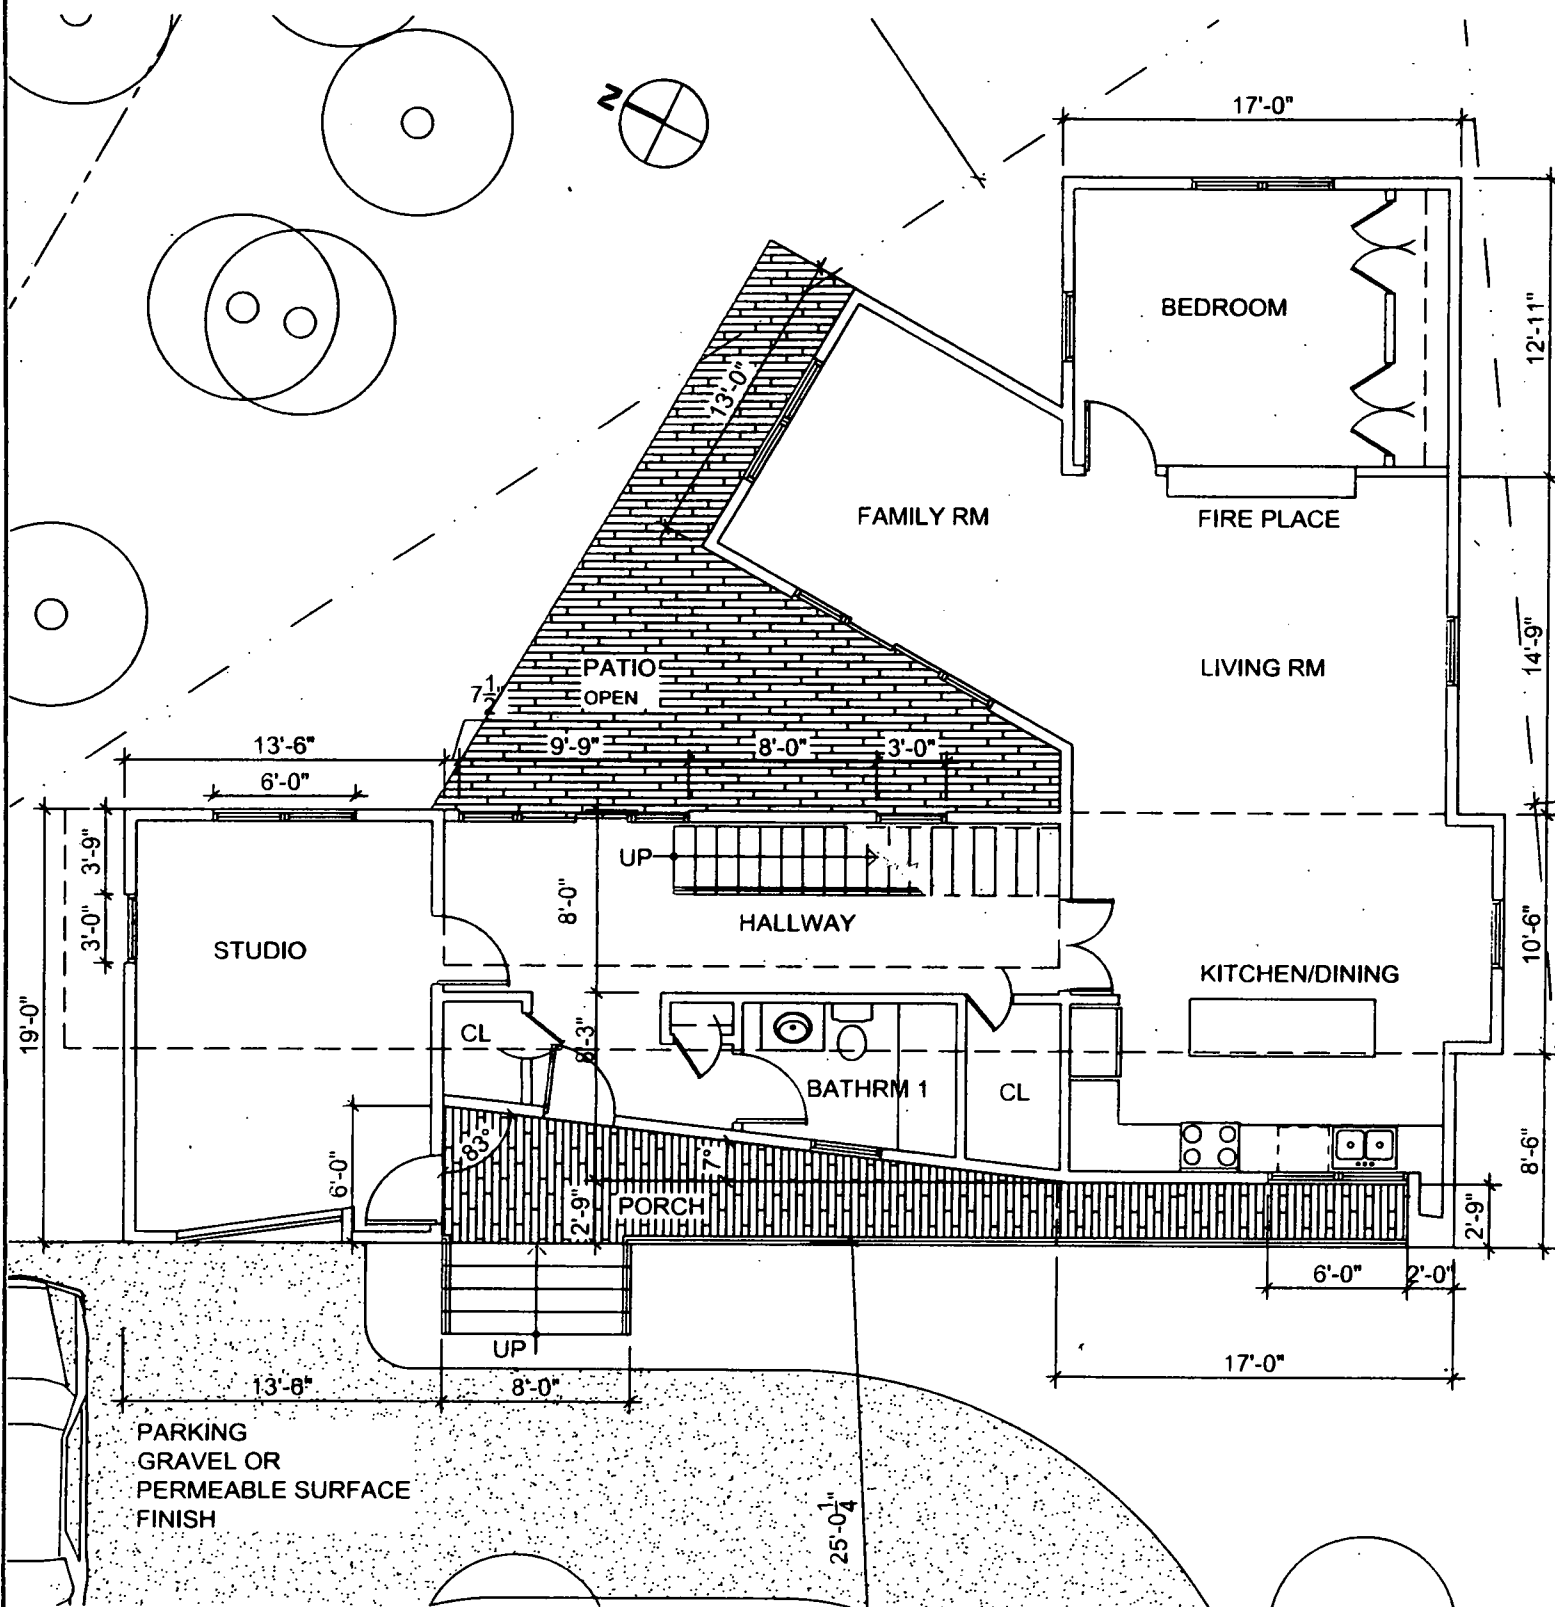 N
17'-0"
BEDROOM
12'-11"
13'-0"
FAMILY RM
FIRE PLACE
14'-9"
LIVING RM
PATIO
OPEN
7 1/2"
13'-6"
9'-9"
8'-0"
3'-0"
6'-0"
3'-9"
UP
8'-0"
HALLWAY
3'-0"
STUDIO
10'-6"
KITCHEN/DINING
19'-0"
CL
8'-3"
BATHRM 1
CL
83°
7°
6'-0"
8'-6"
2'-9"
PORCH
2'-9"
6'-0"
2'-0"
UP
17'-0"
13'-6"
8'-0"
PARKING
GRAVEL OR
PERMEABLE SURFACE
FINISH
25'-0 1/4"